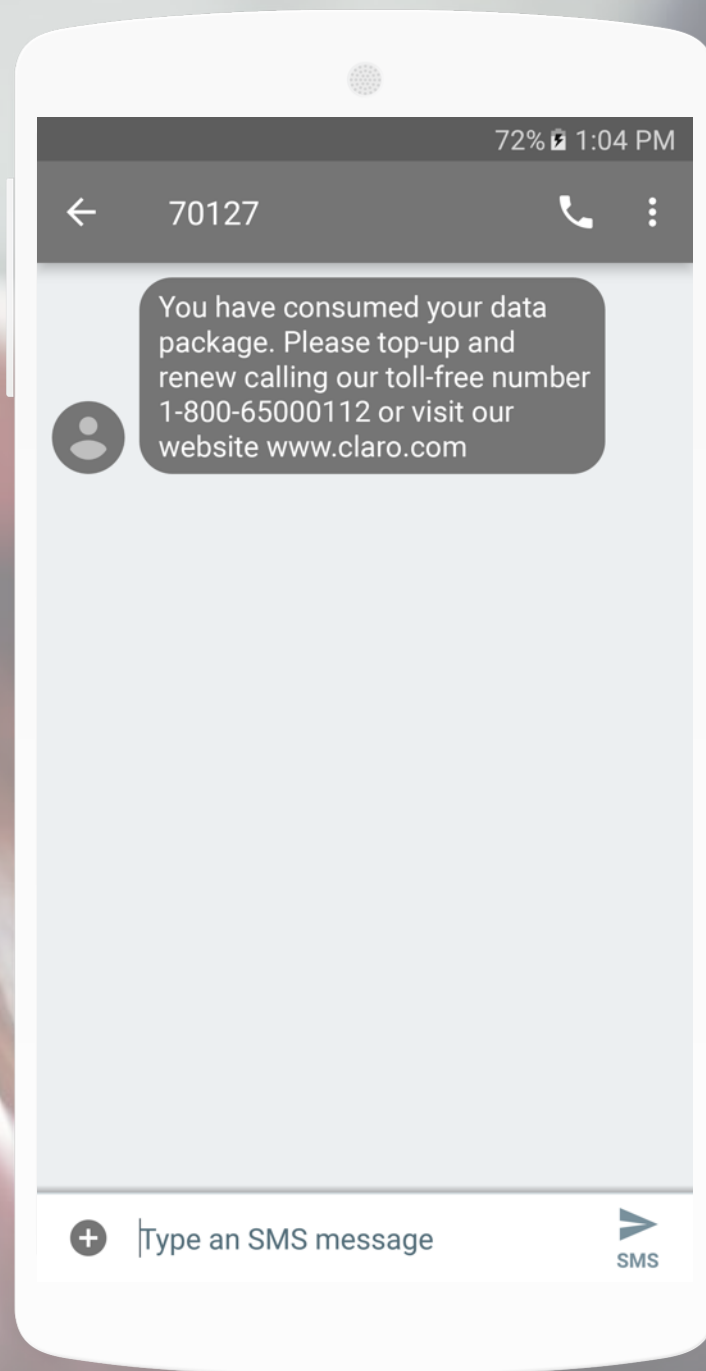 72% 1:04 PM
70127
You have consumed your data
package. Please top-up and
renew calling our toll-free number
1-800-65000112 or visit our
website www.claro.com
Type an SMS message
SMS